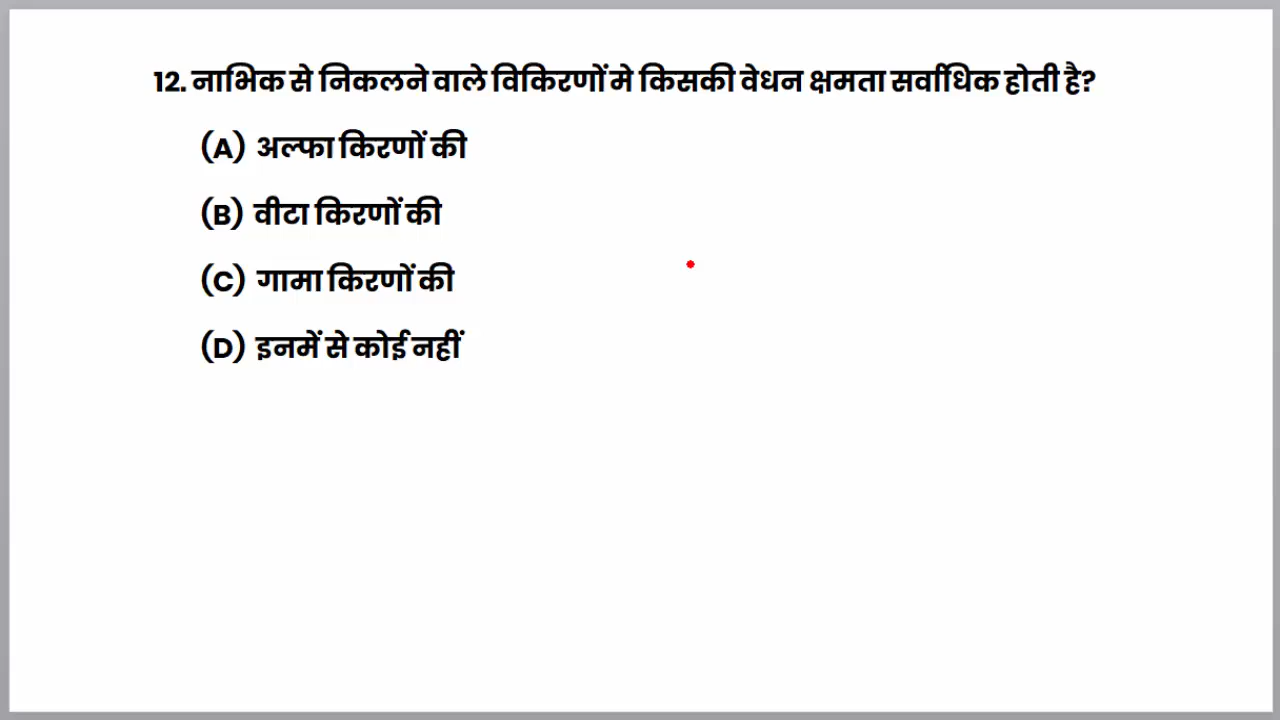 12. नाभिक से निकलने वाले विकिरणों मे किसकी वेधन क्षमता सर्वाधिक होती है?
(A) अल्फा किरणों की
(B) वीटा किरणों की
(C) गामा किरणों की
(D) इनमें से कोई नहीं